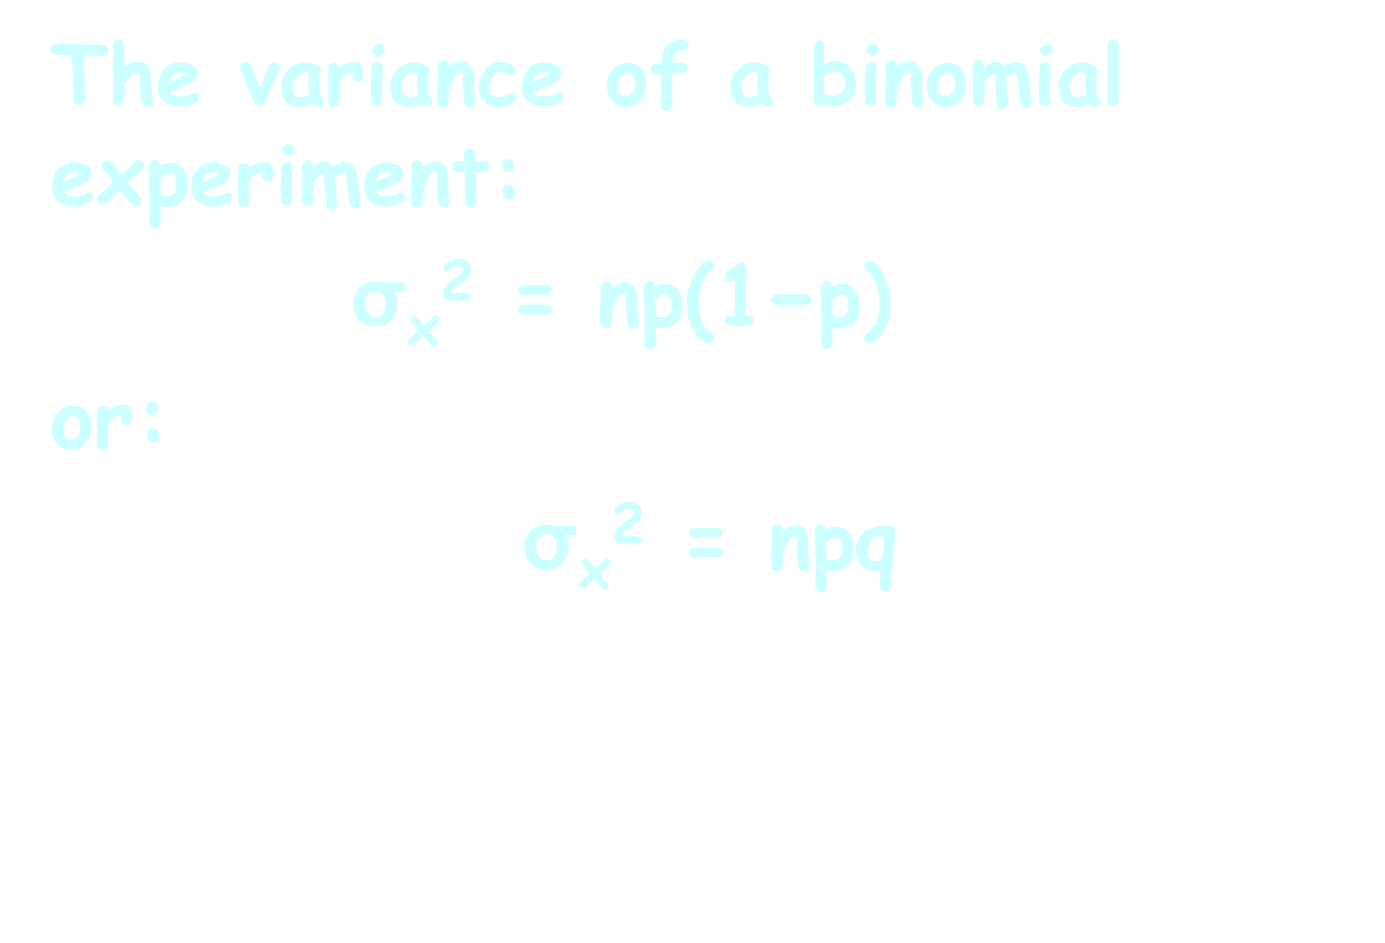 The variance of a binomial
experiment:
σₓ² = np(1-p)
or:
σₓ² = npq